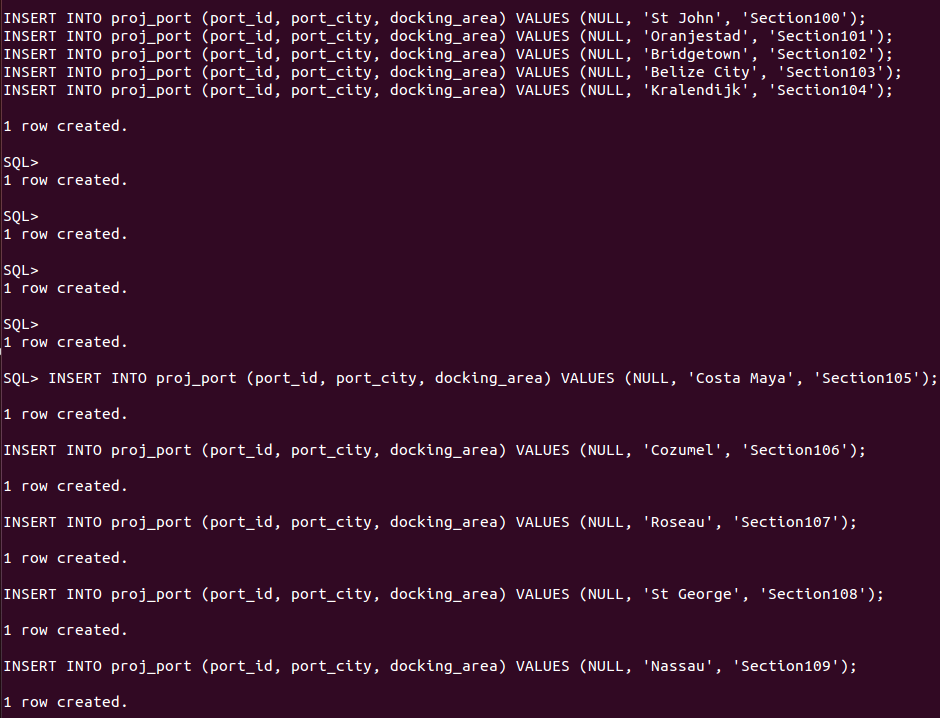 INSERT INTO proj_port (port_id, port_city, docking_area) VALUES (NULL, 'St John', 'Section100');
INSERT INTO proj_port (port_id, port_city, docking_area) VALUES (NULL, 'Oranjestad', 'Section101');
INSERT INTO proj_port (port_id, port_city, docking_area) VALUES (NULL, 'Bridgetown', 'Section102');
INSERT INTO proj_port (port_id, port_city, docking_area) VALUES (NULL, 'Belize City', 'Section103');
INSERT INTO proj_port (port_id, port_city, docking_area) VALUES (NULL, 'Kralendijk', 'Section104');
1 row created.
SQL>
1 row created.
SQL>
1 row created.
SQL>
1 row created.
SQL>
1 row created.
SQL> INSERT INTO proj_port (port_id, port_city, docking_area) VALUES (NULL, 'Costa Maya', 'Section105');
1 row created.
INSERT INTO proj_port (port_id, port_city, docking_area) VALUES (NULL, 'Cozumel', 'Section106');
1 row created.
INSERT INTO proj_port (port_id, port_city, docking_area) VALUES (NULL, 'Roseau', 'Section107');
1 row created.
INSERT INTO proj_port (port_id, port_city, docking_area) VALUES (NULL, 'St George', 'Section108');
1 row created.
INSERT INTO proj_port (port_id, port_city, docking_area) VALUES (NULL, 'Nassau', 'Section109');
1 row created.